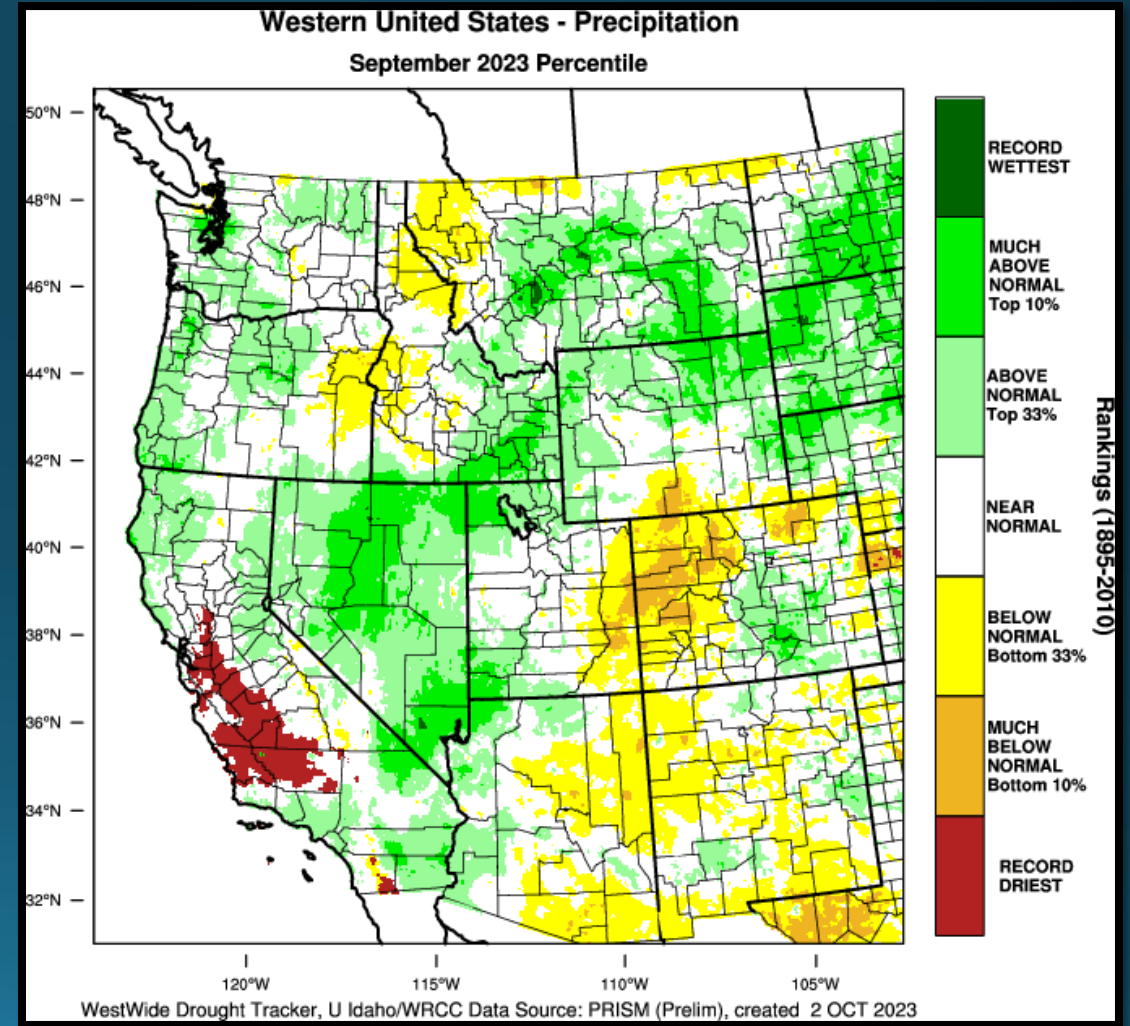 Western United States - Precipitation
September 2023 Percentile
50°N
48°N
46°N
44°N
42°N
40°N
38°N
36°N
34°N
32°N
120°W
115°W
110°W
105°W
RECORD
WETTEST
MUCH
ABOVE
NORMAL
Top 10%
ABOVE
NORMAL
Top 33%
NEAR
NORMAL
BELOW
NORMAL
Bottom 33%
MUCH
BELOW
NORMAL
Bottom 10%
RECORD
DRIEST
Rankings (1895-2010)
WestWide Drought Tracker, U Idaho/WRCC Data Source: PRISM (Prelim), created 2 OCT 2023